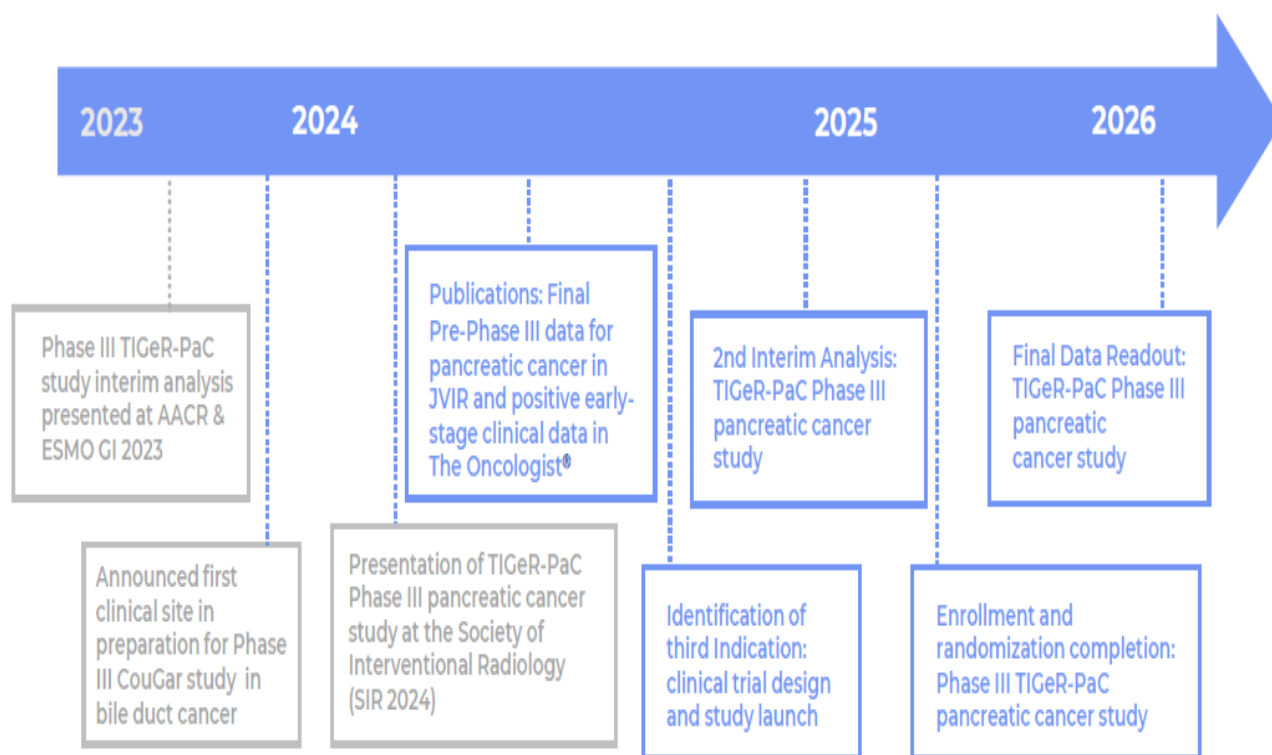 2023
2024
2025
2026
Phase III TIGeR-PaC
study interim analysis
presented at AACR &
ESMO GI 2023
Announced first
clinical site in
preparation for Phase
III CouGar study in
bile duct cancer
Presentation of TIGeR-PaC
Phase III pancreatic cancer
study at the Society of
Interventional Radiology
(SIR 2024)
Publications: Final
Pre-Phase III data for
pancreatic cancer in
JVIR and positive early-
stage clinical data in
The Oncologist®
Identification of
third Indication:
clinical trial design
and study launch
2nd Interim Analysis:
TIGeR-PaC Phase III
pancreatic cancer
study
Enrollment and
randomization completion:
Phase III TIGeR-PaC
pancreatic cancer study
Final Data Readout:
TIGeR-PaC Phase III
pancreatic
cancer study